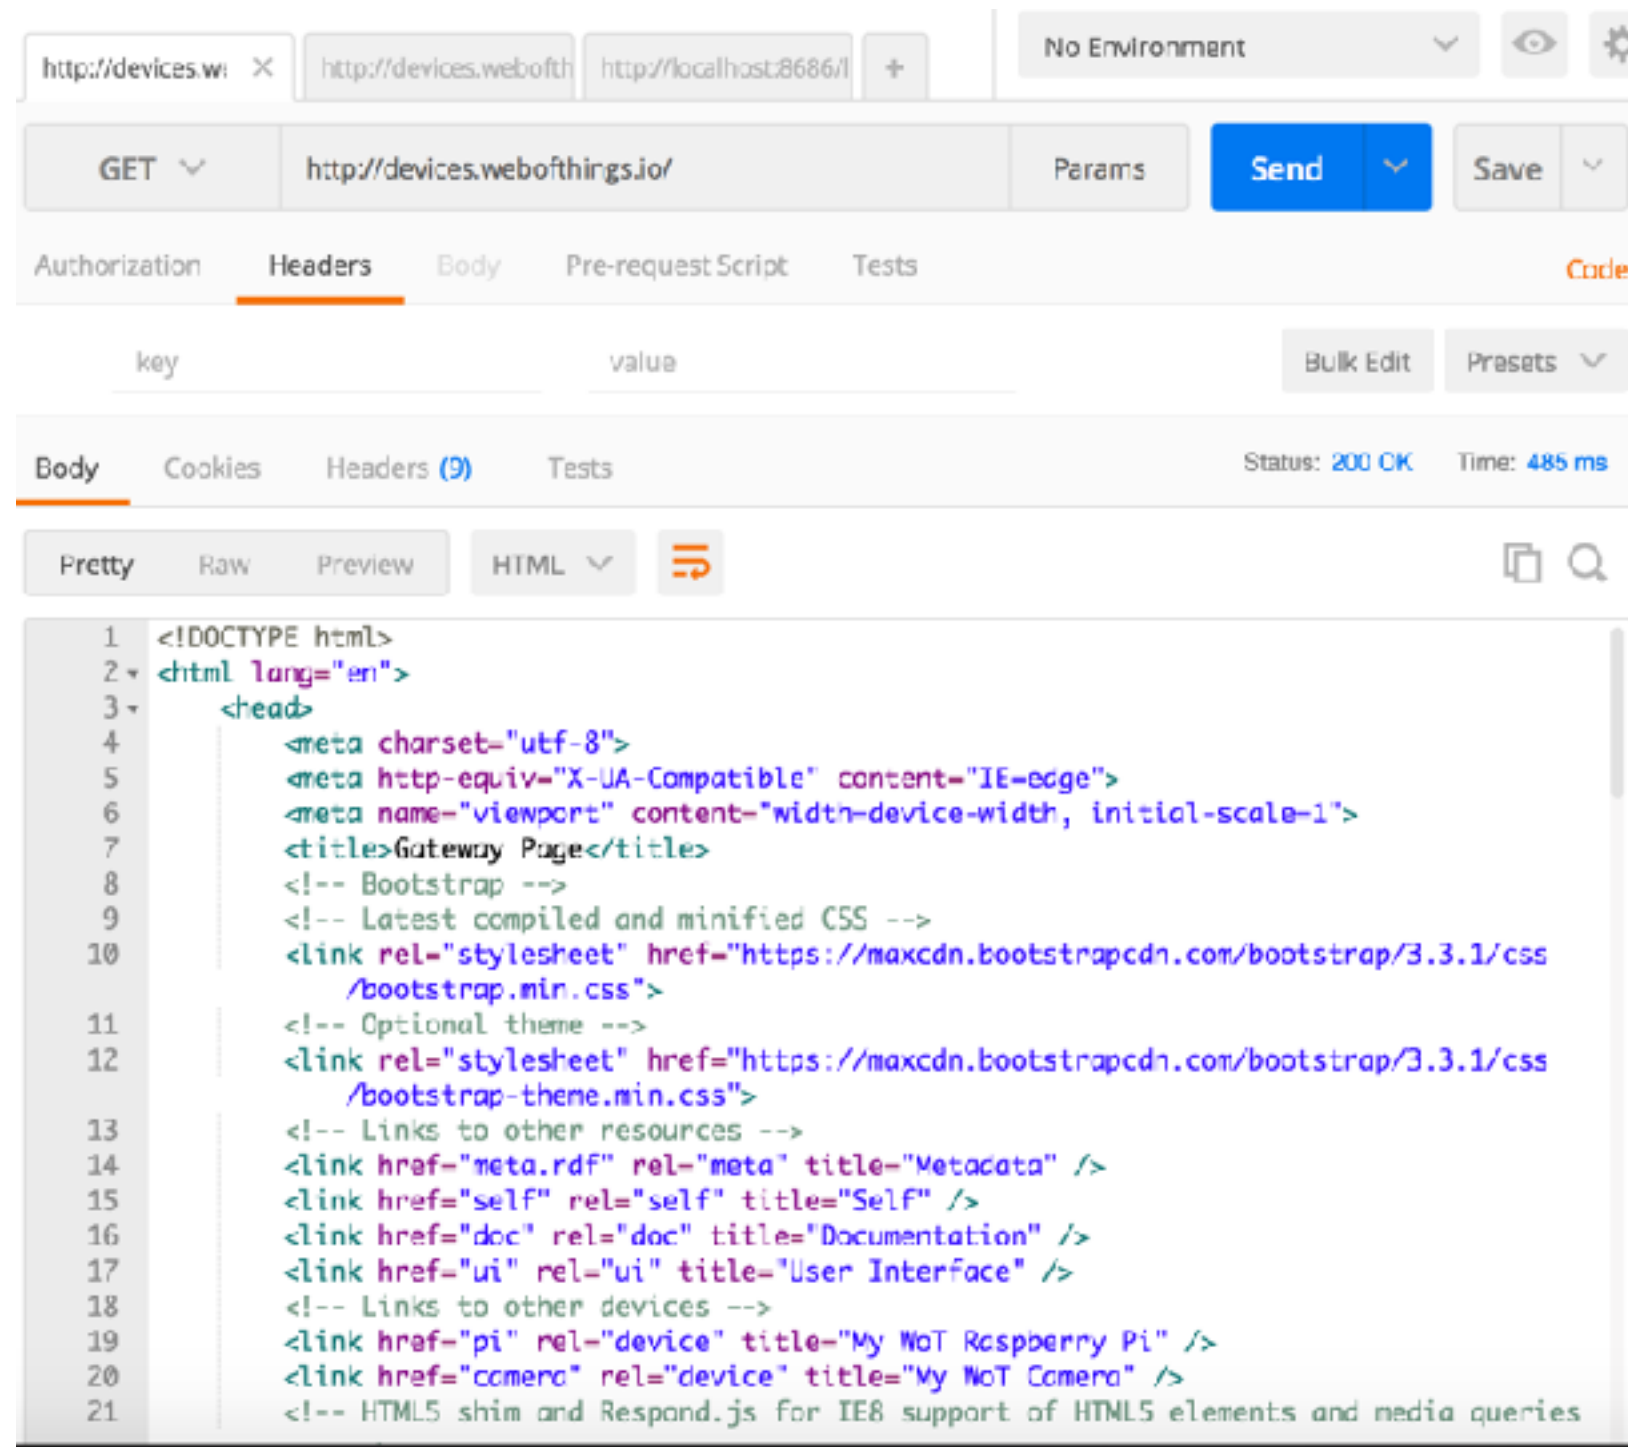 http://devices.w
http://devices.webofth
http://localhost:8686/l
+
No Environment
GET
http://devices.webofthings.io/
Params
Send
Save
Authorization
Headers
Body
Pre-request Script
Tests
Code
key
value
Bulk Edit
Presets
Body
Cookies
Headers (9)
Tests
Status: 200 OK
Time: 485 ms
Pretty
Raw
Preview
HTML
1 <!DOCTYPE html>
2 <html lang="en">
3 <head>
4 <meta charset="utf-8">
5 <meta http-equiv="X-UA-Compatible" content="IE=edge">
6 <meta name="viewport" content="width=device-width, initial-scale=1">
7 <title>Gateway Page</title>
8 <!-- Bootstrap -->
9 <!-- Latest compiled and minified CSS -->
10 <link rel="stylesheet" href="https://maxcdn.bootstrapcdn.com/bootstrap/3.3.1/css
/bootstrap.min.css">
11 <!-- Optional theme -->
12 <link rel="stylesheet" href="https://maxcdn.bootstrapcdn.com/bootstrap/3.3.1/css
/bootstrap-theme.min.css">
13 <!-- Links to other resources -->
14 <link href="meta.rdf" rel="meta" title="Metadata" />
15 <link href="self" rel="self" title="Self" />
16 <link href="doc" rel="doc" title="Documentation" />
17 <link href="ui" rel="ui" title="User Interface" />
18 <!-- Links to other devices -->
19 <link href="pi" rel="device" title="My WoT Raspberry Pi" />
20 <link href="camera" rel="device" title="My WoT Camera" />
21 <!-- HTML5 shim and Respond.js for IE8 support of HTML5 elements and media queries